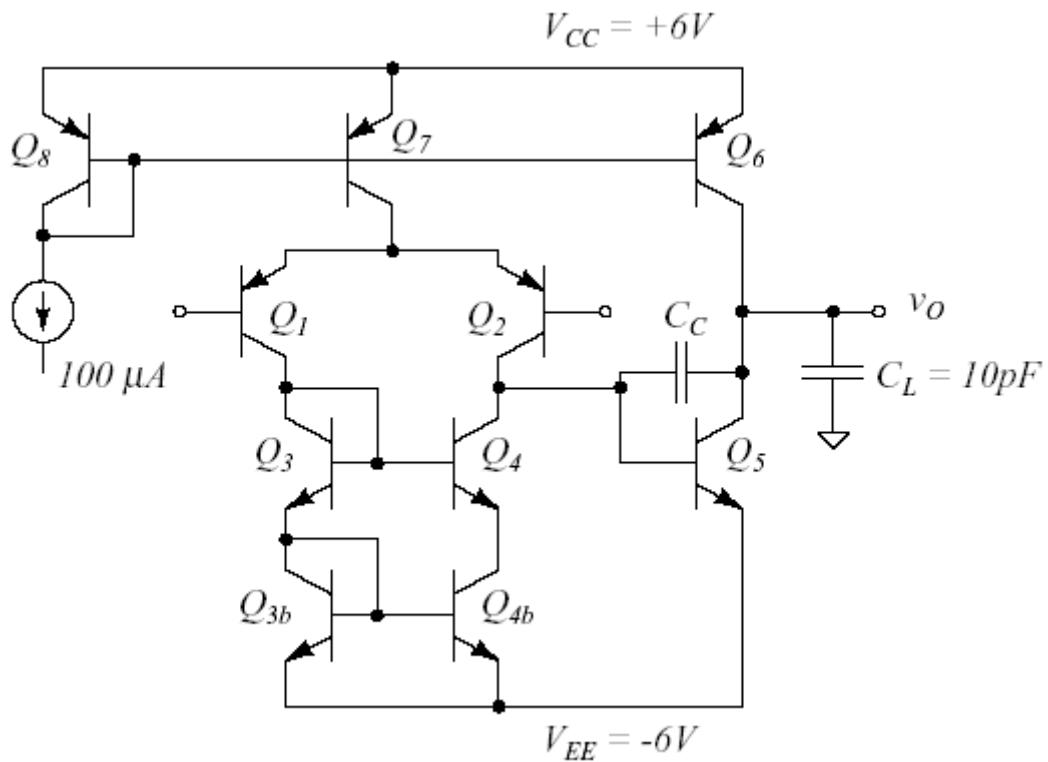 V_CC = +6V
Q_8
Q_7
Q_6
Q_1
Q_2
C_C
v_O
100 μA
C_L = 10pF
Q_3
Q_4
Q_5
Q_3b
Q_4b
V_EE = -6V